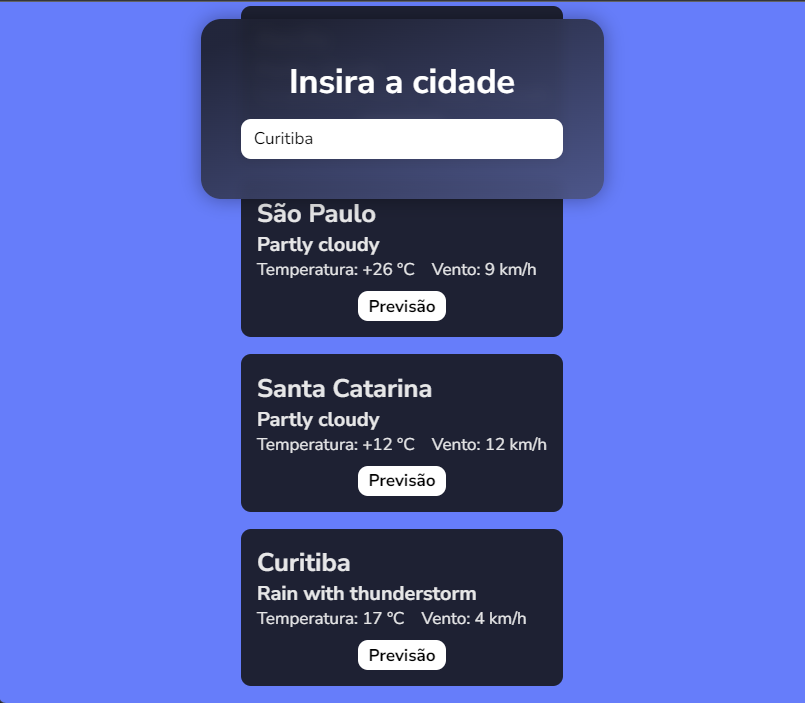 Insira a cidade
Curitiba
São Paulo
Partly cloudy
Temperatura: +26 °C Vento: 9 km/h
Previsão
Santa Catarina
Partly cloudy
Temperatura: +12 °C Vento: 12 km/h
Previsão
Curitiba
Rain with thunderstorm
Temperatura: 17 °C Vento: 4 km/h
Previsão